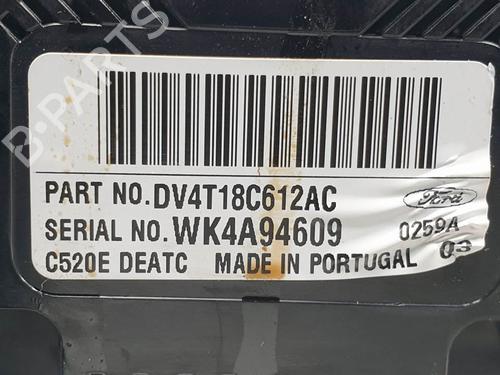 B-PARTS
PART NO.DV4T18C612AC
Ford
SERIAL NO.WK4A94609
0259A
C520E DEATC MADE IN PORTUGAL 03